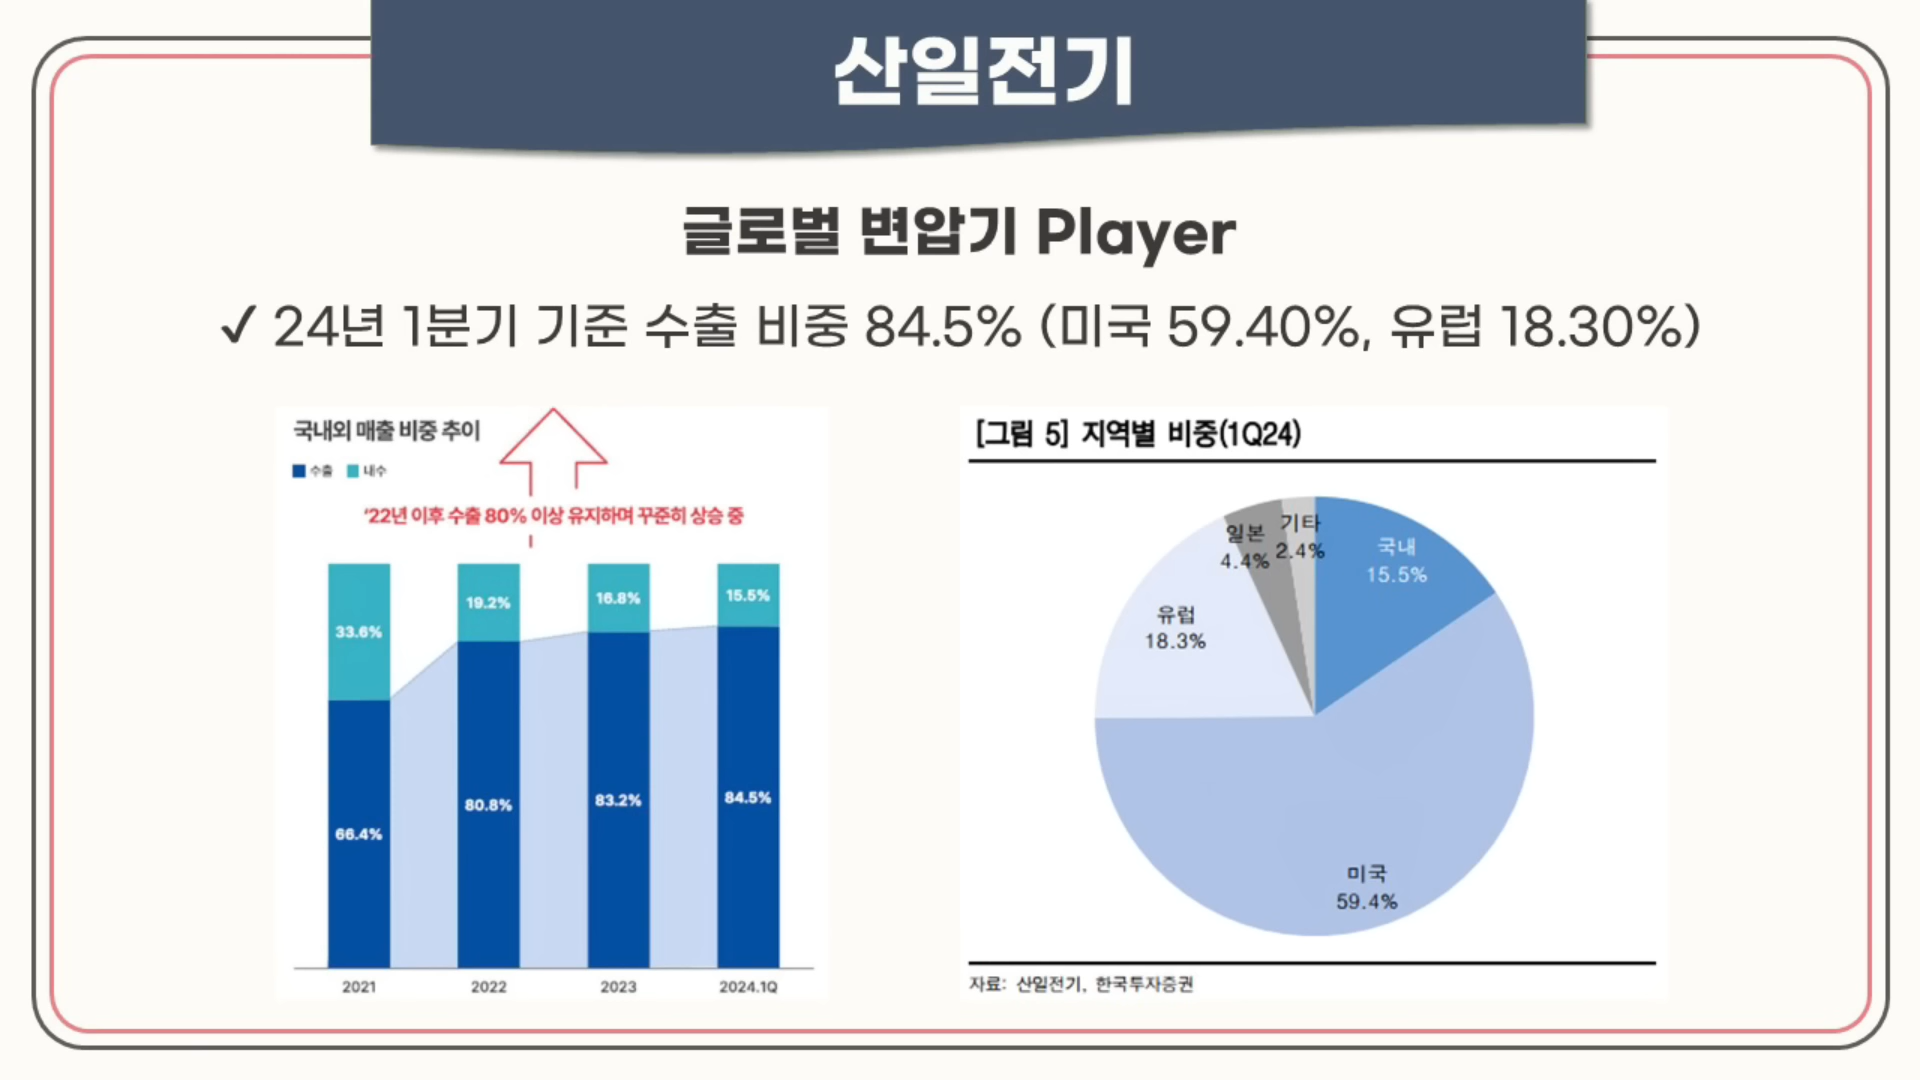 산일전기
글로벌 변압기 Player
✓ 24년 1분기 기준 수출 비중 84.5% (미국 59.40%, 유럽 18.30%)
국내외 매출 비중 추이
수출 내수
'22년 이후 수출 80% 이상 유지하며 꾸준히 상승 중
33.6% 19.2% 16.8% 15.5%
66.4% 80.8% 83.2% 84.5%
2021 2022 2023 2024.1Q
[그림 5] 지역별 비중(1Q24)
일본
4.4%
기타
2.4%
국내
15.5%
유럽
18.3%
미국
59.4%
자료: 산일전기, 한국투자증권